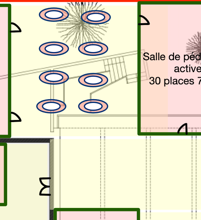 Salle de péd
active
30 places 7